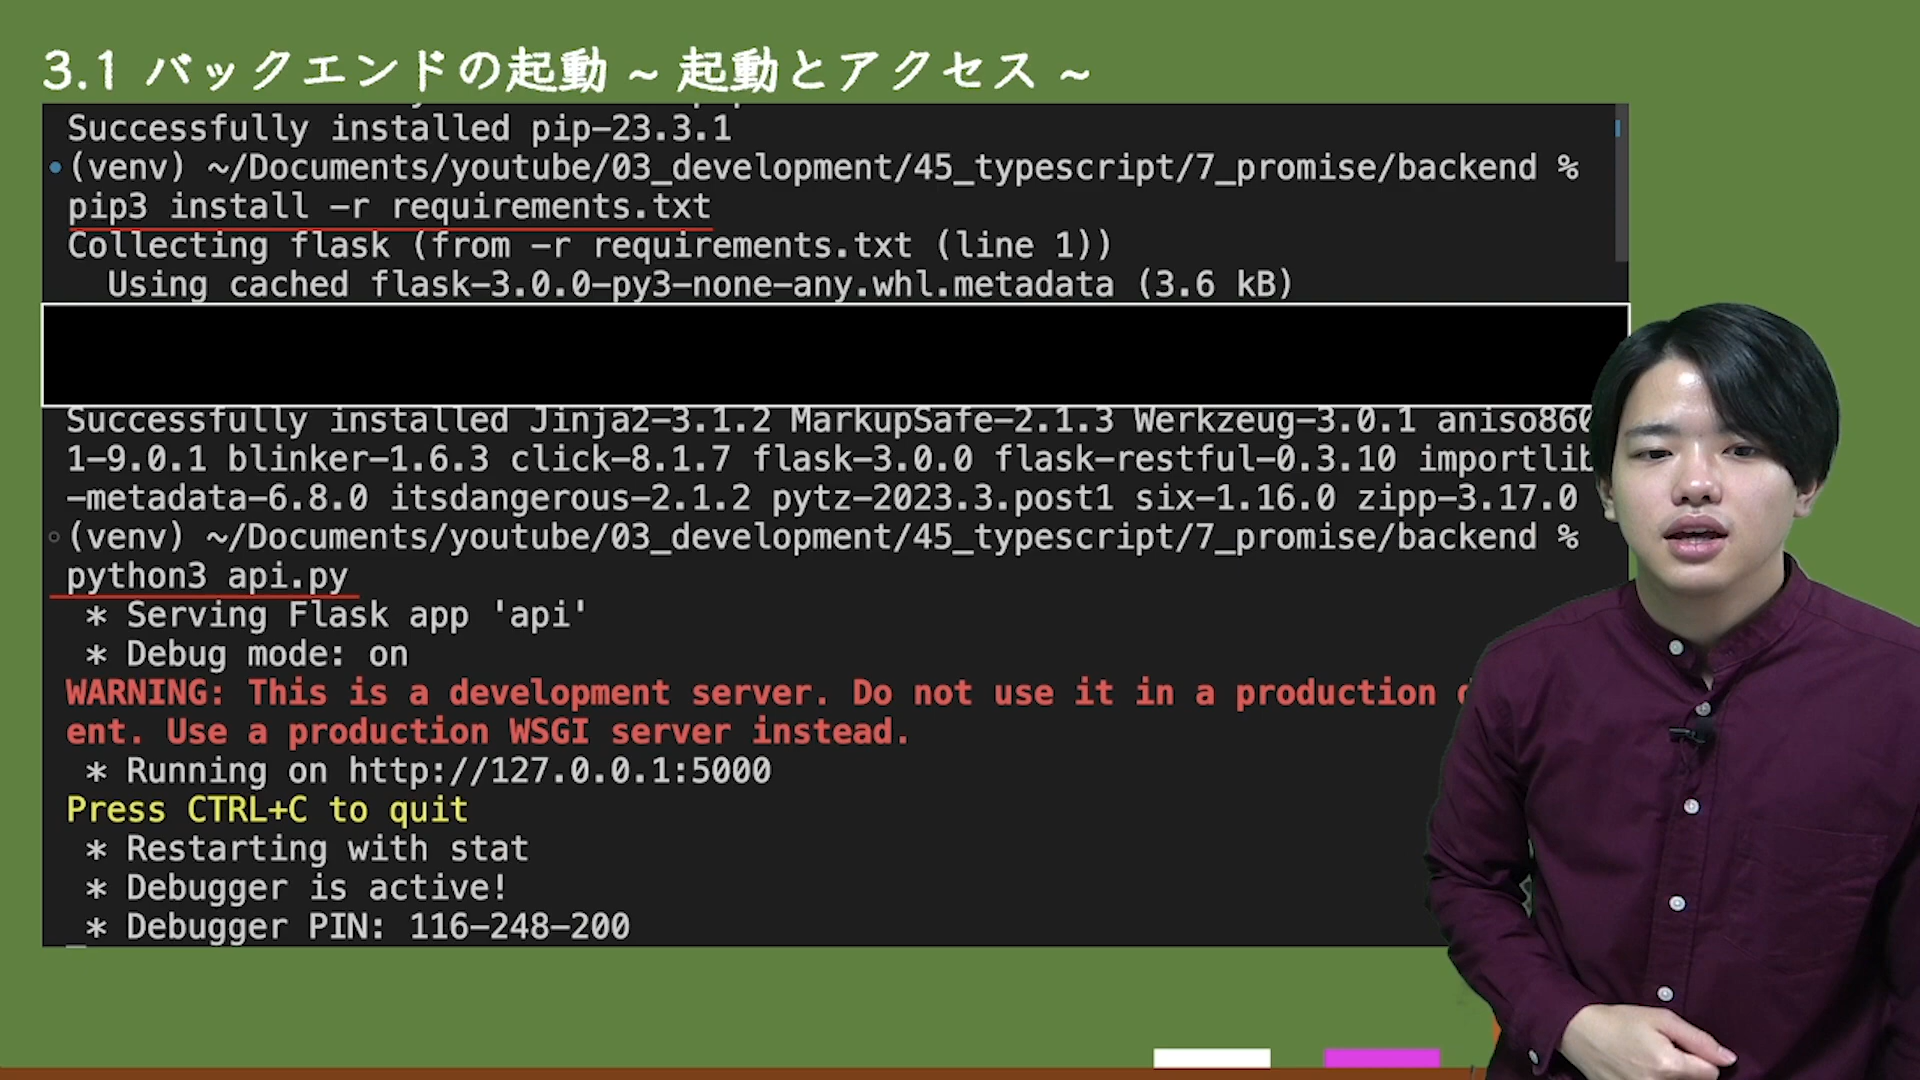 3.1 バックエンドの起動 ~ 起動とアクセス ~
Successfully installed pip-23.3.1
(venv) ~/Documents/youtube/03_development/45_typescript/7_promise/backend %
pip3 install -r requirements.txt
Collecting flask (from -r requirements.txt (line 1))
Using cached flask-3.0.0-py3-none-any.whl.metadata (3.6 kB)
Successfully installed Jinja2-3.1.2 MarkupSafe-2.1.3 Werkzeug-3.0.1 aniso860
1-9.0.1 blinker-1.6.3 click-8.1.7 flask-3.0.0 flask-restful-0.3.10 importlib
-metadata-6.8.0 itsdangerous-2.1.2 pytz-2023.3.post1 six-1.16.0 zipp-3.17.0
(venv) ~/Documents/youtube/03_development/45_typescript/7_promise/backend %
python3 api.py
* Serving Flask app 'api'
* Debug mode: on
WARNING: This is a development server. Do not use it in a production
ent. Use a production WSGI server instead.
* Running on http://127.0.0.1:5000
Press CTRL+C to quit
* Restarting with stat
* Debugger is active!
* Debugger PIN: 116-248-200